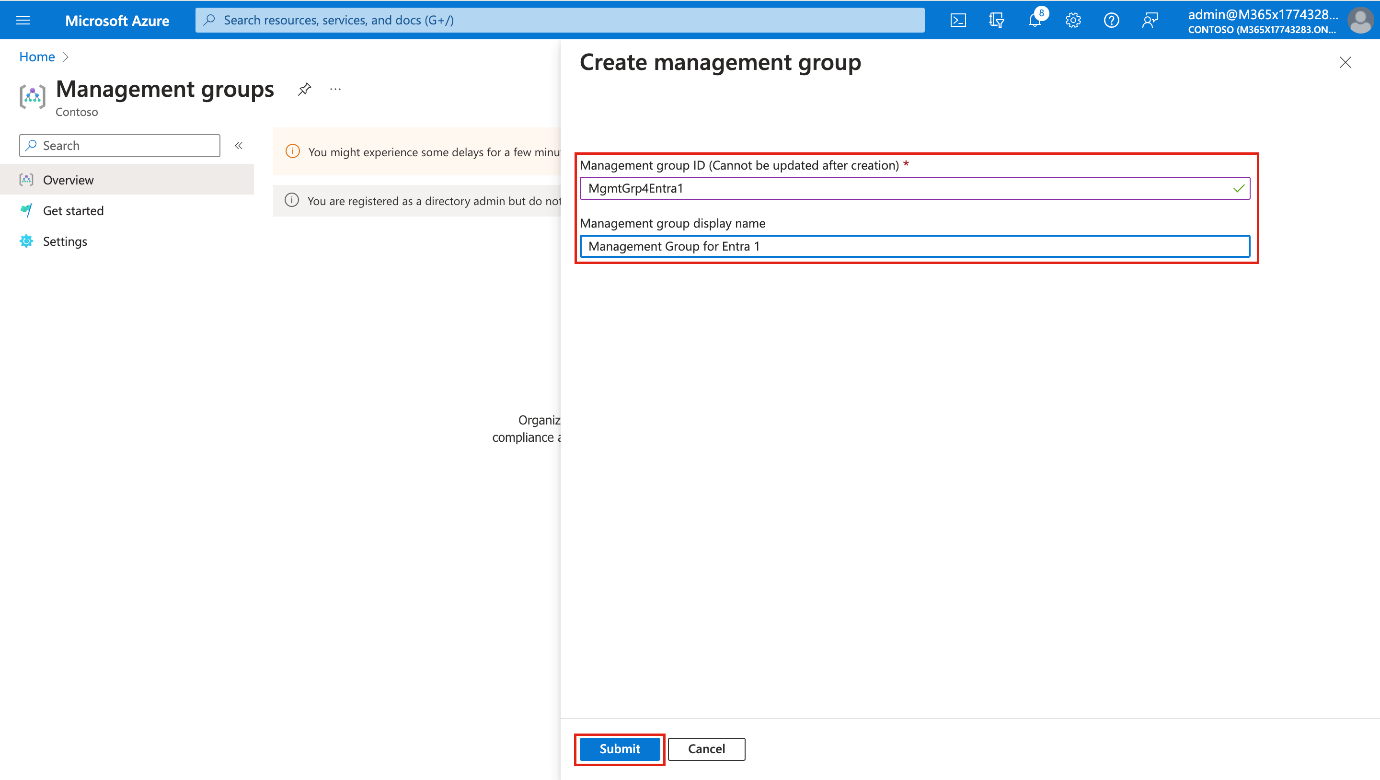 Microsoft Azure
Search resources, services, and docs (G+/)
8
admin@M365x1774328...
CONTOSO (M365X17743283.ON...
Home
Management groups
...
Contoso
Search
«
Overview
Get started
Settings
You might experience some delays for a few minu
You are registered as a directory admin but do not
Organiz
compliance a
Create management group
Management group ID (Cannot be updated after creation) *
MgmtGrp4Entra1
Management group display name
Management Group for Entra 1
Submit
Cancel